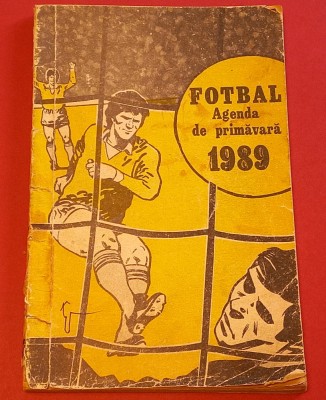 FOTBAL
Agenda
de primăvară
1989